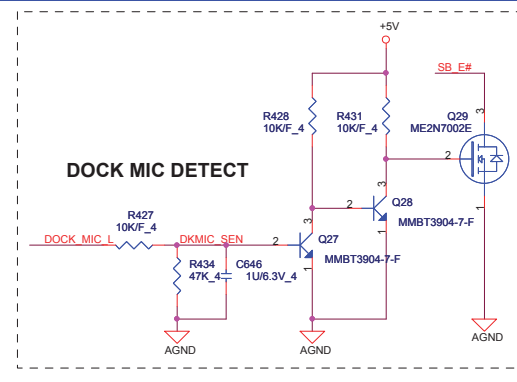 +5V
SB_E#
R428
10K/F_4
R431
10K/F_4
Q29
ME2N7002E
3
2
1
DOCK MIC DETECT
3
2
Q28
MMBT3904-7-F
1
R427
10K/F_4
DOCK_MIC_L
DKMIC_SEN
3
2
Q27
MMBT3904-7-F
1
R434
47K_4
C646
1U/6.3V_4
AGND
AGND
AGND